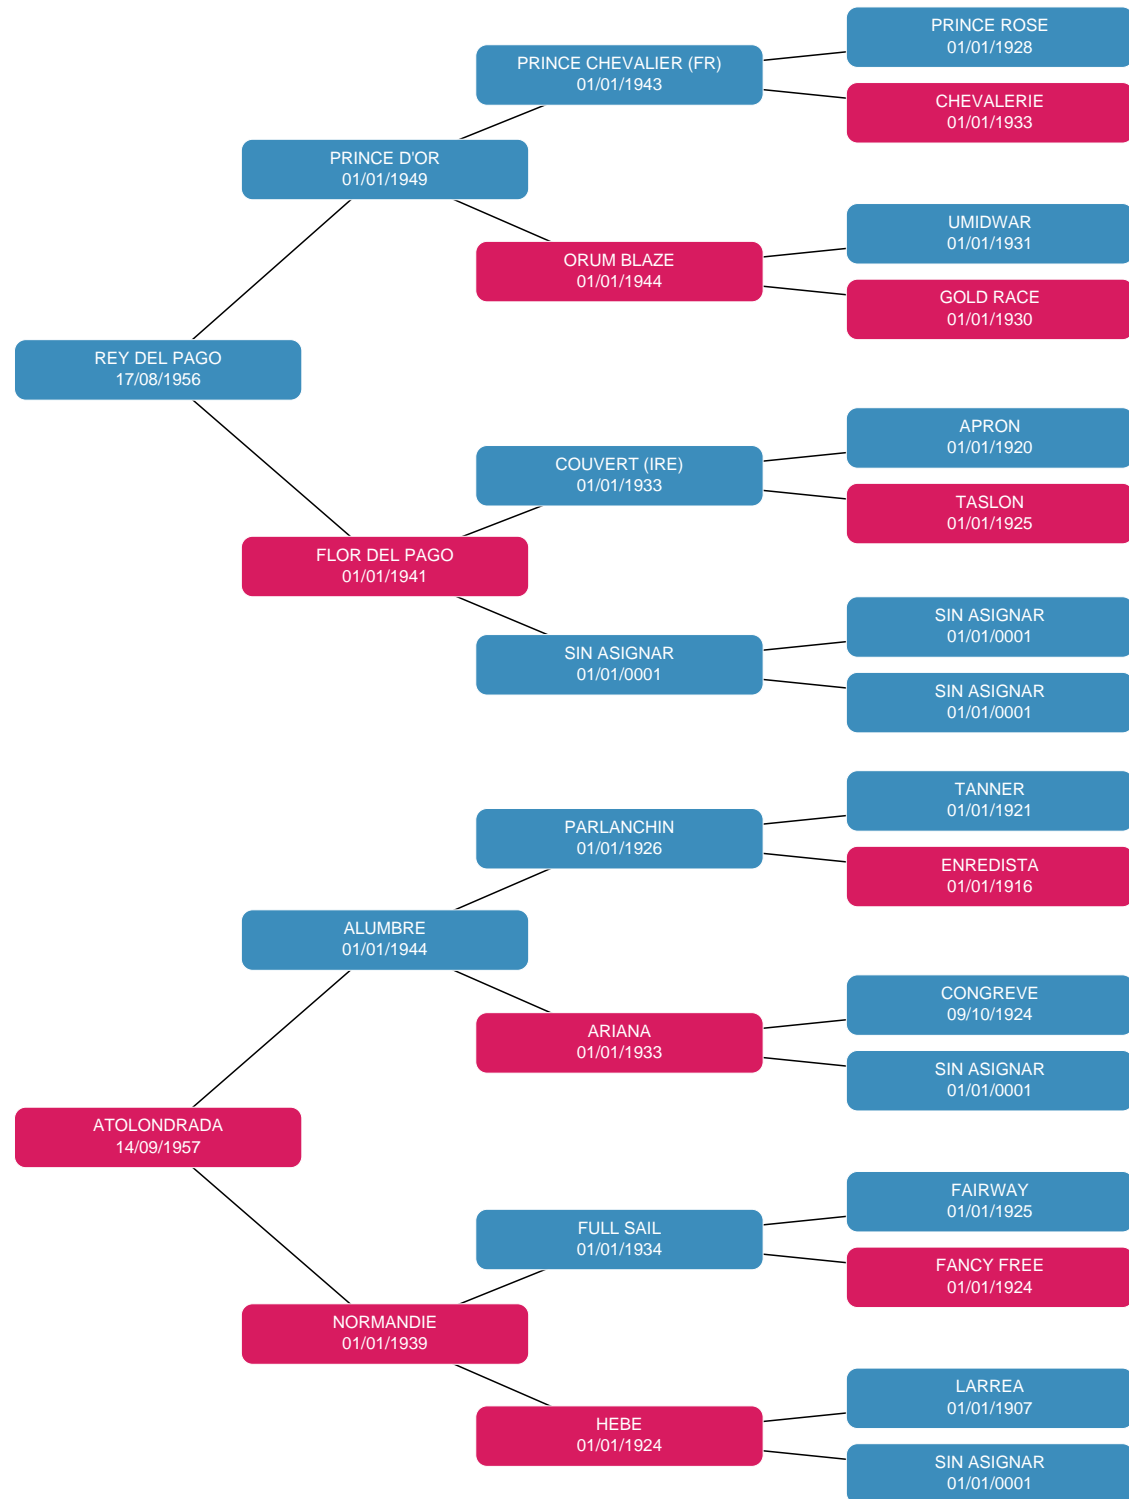 PRINCE ROSE
01/01/1928
PRINCE CHEVALIER (FR)
01/01/1943
CHEVALERIE
01/01/1933
PRINCE D'OR
01/01/1949
UMIDWAR
01/01/1931
ORUM BLAZE
01/01/1944
GOLD RACE
01/01/1930
REY DEL PAGO
17/08/1956
APRON
01/01/1920
COUVERT (IRE)
01/01/1933
TASLON
01/01/1925
FLOR DEL PAGO
01/01/1941
SIN ASIGNAR
01/01/0001
SIN ASIGNAR
01/01/0001
SIN ASIGNAR
01/01/0001
TANNER
01/01/1921
PARLANCHIN
01/01/1926
ENREDISTA
01/01/1916
ALUMBRE
01/01/1944
CONGREVE
09/10/1924
ARIANA
01/01/1933
SIN ASIGNAR
01/01/0001
ATOLONDRADA
14/09/1957
FAIRWAY
01/01/1925
FULL SAIL
01/01/1934
FANCY FREE
01/01/1924
NORMANDIE
01/01/1939
LARREA
01/01/1907
HEBE
01/01/1924
SIN ASIGNAR
01/01/0001